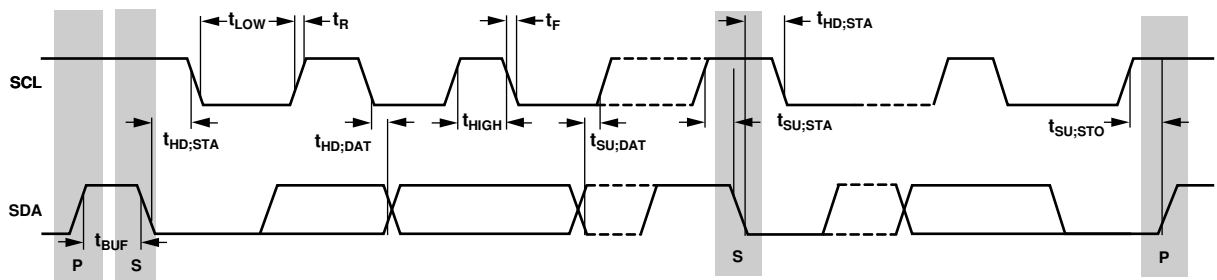 tLOW tR tF tHD;STA
SCL
tHD;STA tHD;DAT tHIGH tSU;DAT tSU;STA tSU;STO
SDA
tBUF
P S S P